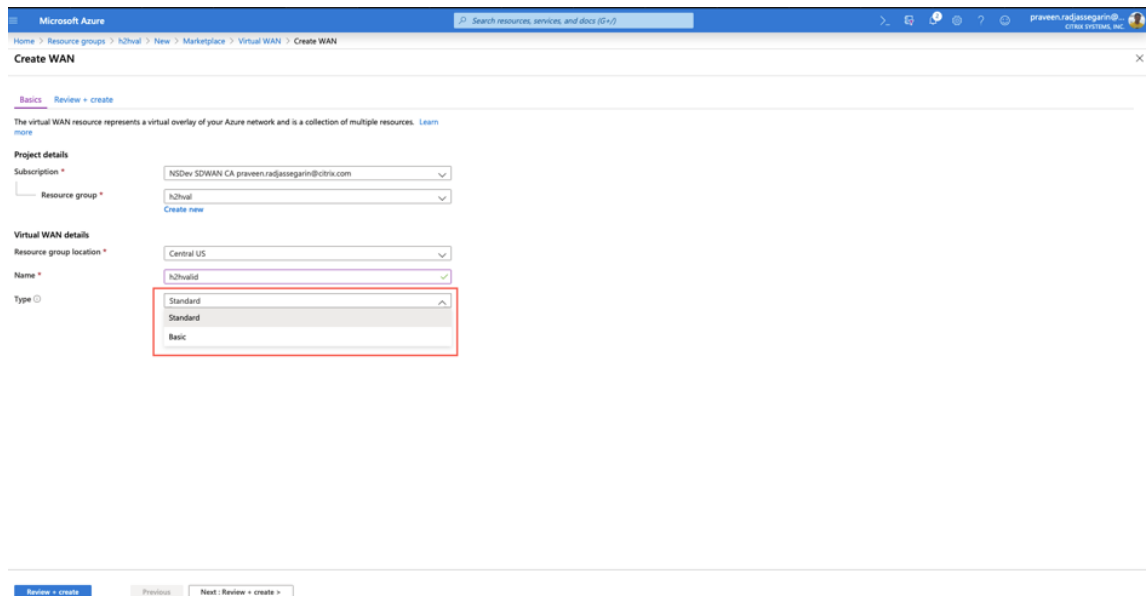 Microsoft Azure
Search resources, services, and docs (G+/)
2
praveen.radjassegarin@...
CITRIX SYSTEMS, INC.
Home > Resource groups > h2hval > New > Marketplace > Virtual WAN > Create WAN
Create WAN
Basics Review + create
The virtual WAN resource represents a virtual overlay of your Azure network and is a collection of multiple resources. Learn
more
Project details
Subscription *
NSDev SDWAN CA praveen.radjassegarin@citrix.com
Resource group *
h2hval
Create new
Virtual WAN details
Resource group location *
Central US
Name *
h2hvalid
Type
Standard
Standard
Basic
Review + create
Previous
Next : Review + create >